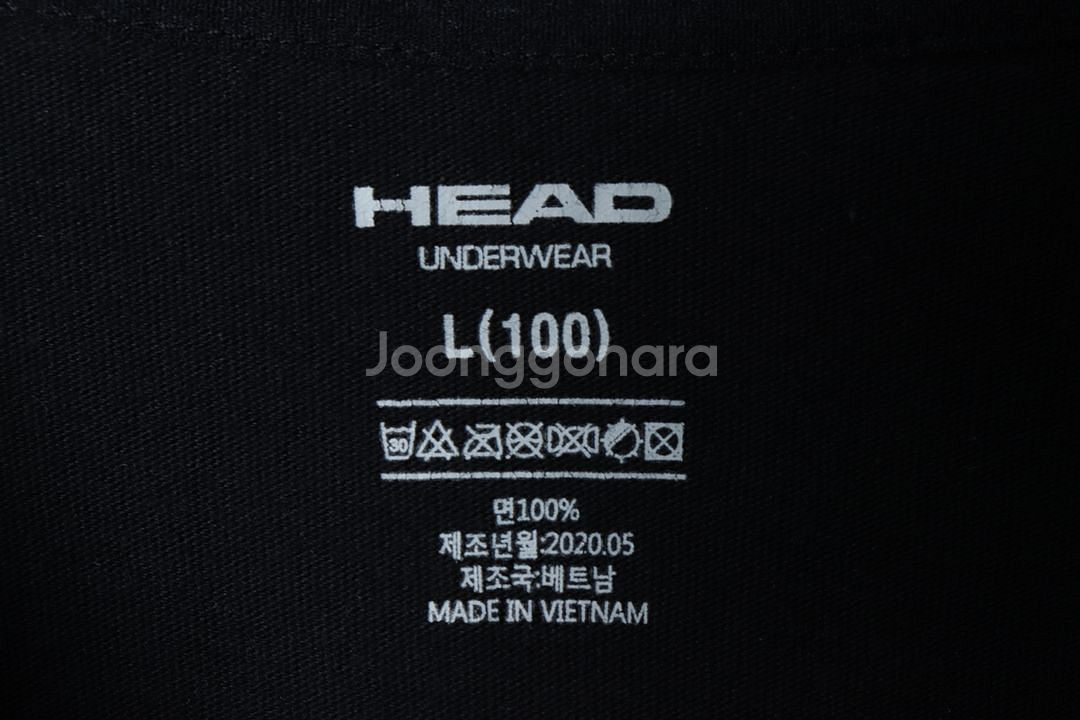 HEAD
UNDERWEAR
L(100)
Joonggonara
30
면100%
제조년월:2020.05
제조국:베트남
MADE IN VIETNAM